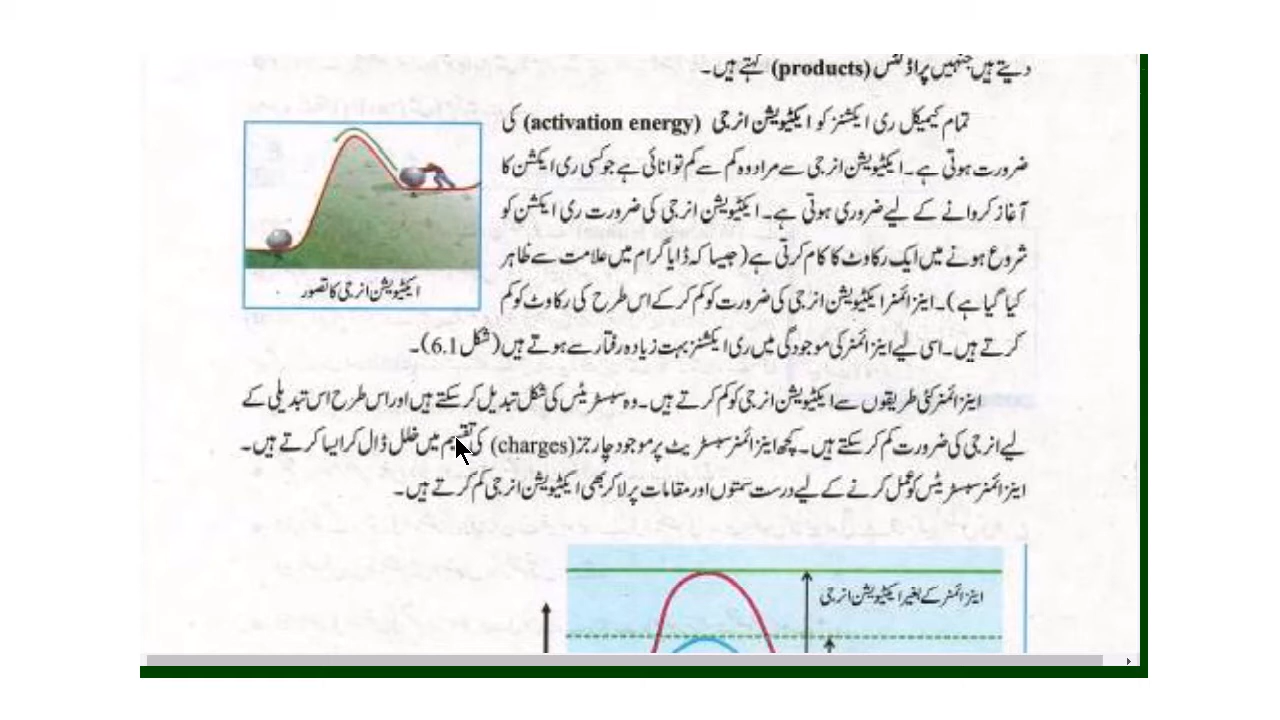 دیتے ہیں جنہیں پراڈکٹس (products) کہتے ہیں۔
تمام کیمیکل ری ایکشنز کو ایکٹیویشن انرجی (activation energy) کی
ضرورت ہوتی ہے۔ ایکٹیویشن انرجی سے مراد وہ کم سے کم توانائی ہے جو کسی ری ایکشن کا
آغاز کروانے کے لیے ضروری ہوتی ہے۔ ایکٹیویشن انرجی کی ضرورت ری ایکشن کو
شروع ہونے میں ایک رکاوٹ کا کام کرتی ہے (جیسا کہ ڈایاگرام میں علامت سے ظاہر
کیا گیا ہے)۔ اینزائمز ایکٹیویشن انرجی کی ضرورت کو کم کر کے اس طرح کی رکاوٹ کو کم
کرتے ہیں۔ اسی لیے اینزائمز کی موجودگی میں ری ایکشنز بہت زیادہ رفتار سے ہوتے ہیں (شکل 6.1)۔
ایکٹیویشن انرجی کا تصور
اینزائمز کئی طریقوں سے ایکٹیویشن انرجی کو کم کرتے ہیں۔ وہ سبسٹریٹس کی شکل تبدیل کر سکتے ہیں اور اس طرح اس تبدیلی کے
لیے انرجی کی ضرورت کم کر سکتے ہیں۔ کچھ اینزائمز سبسٹریٹ پر موجود چارجز (charges) کی تقسیم میں خلل ڈال کر ایسا کرتے ہیں۔
اینزائمز سبسٹریٹس کو عمل کرنے کے لیے درست سمتوں اور مقامات پر لا کر بھی ایکٹیویشن انرجی کم کرتے ہیں۔
اینزائمز کے بغیر ایکٹیویشن انرجی